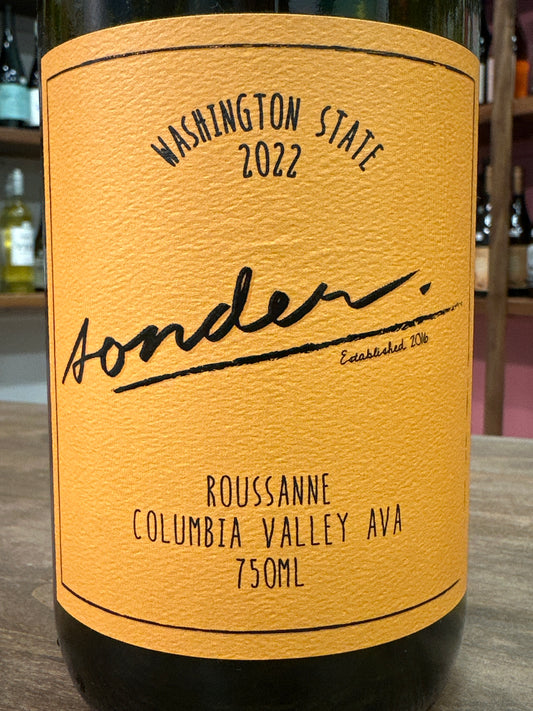 WASHINGTON STATE
2022
sonder.
Established 2016
ROUSSANNE
COLUMBIA VALLEY AVA
750ML